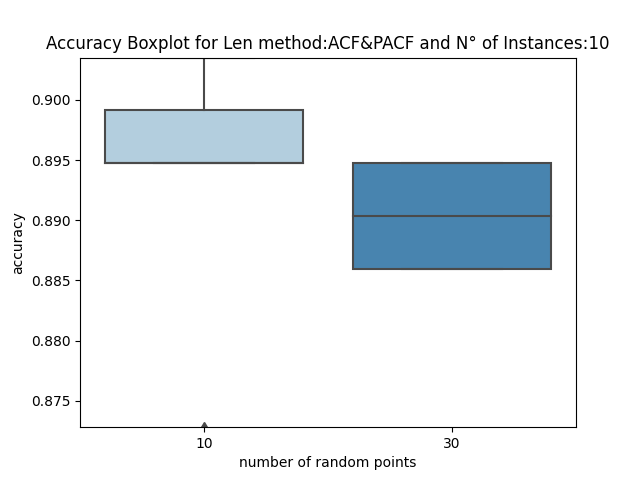 Accuracy Boxplot for Len method:ACF&PACF and N° of Instances:10
0.900
0.895
0.890
0.885
0.880
0.875
accuracy
10 30
number of random points